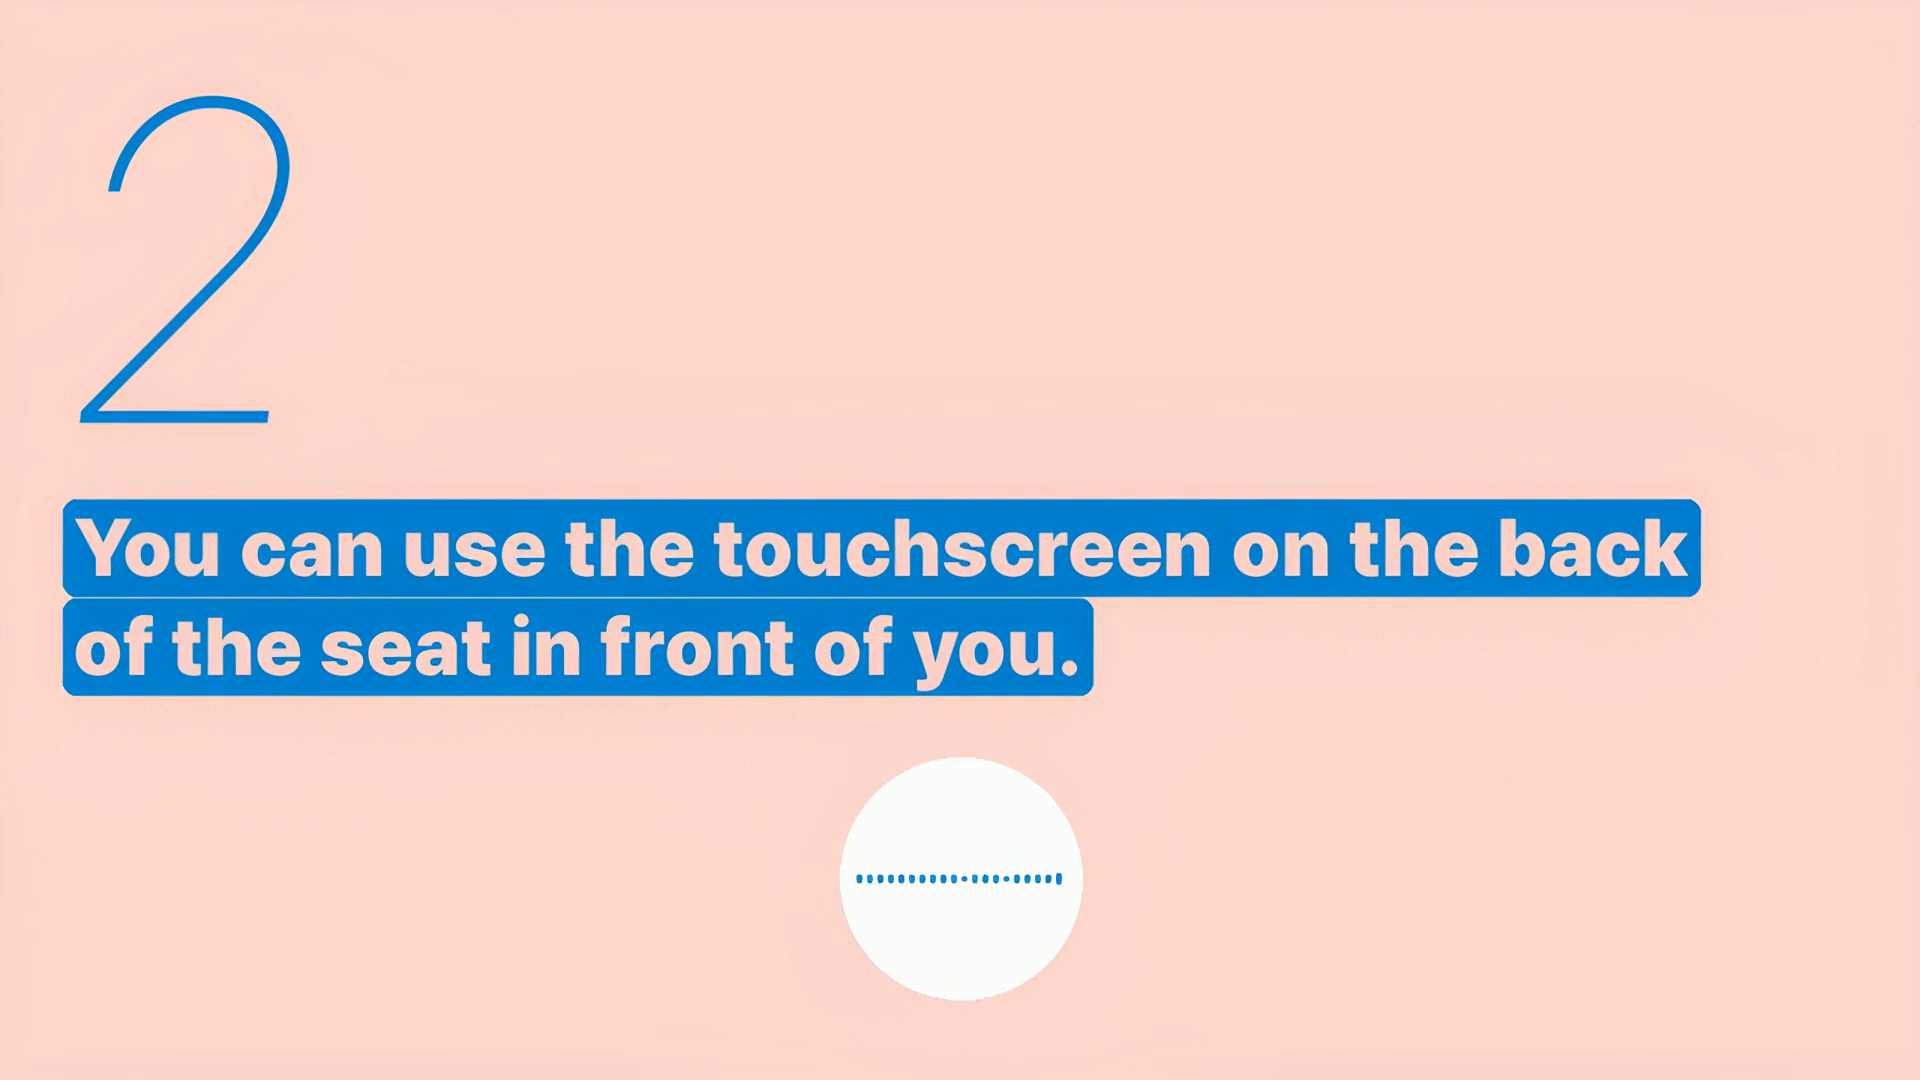 2
You can use the touchscreen on the back
of the seat in front of you.